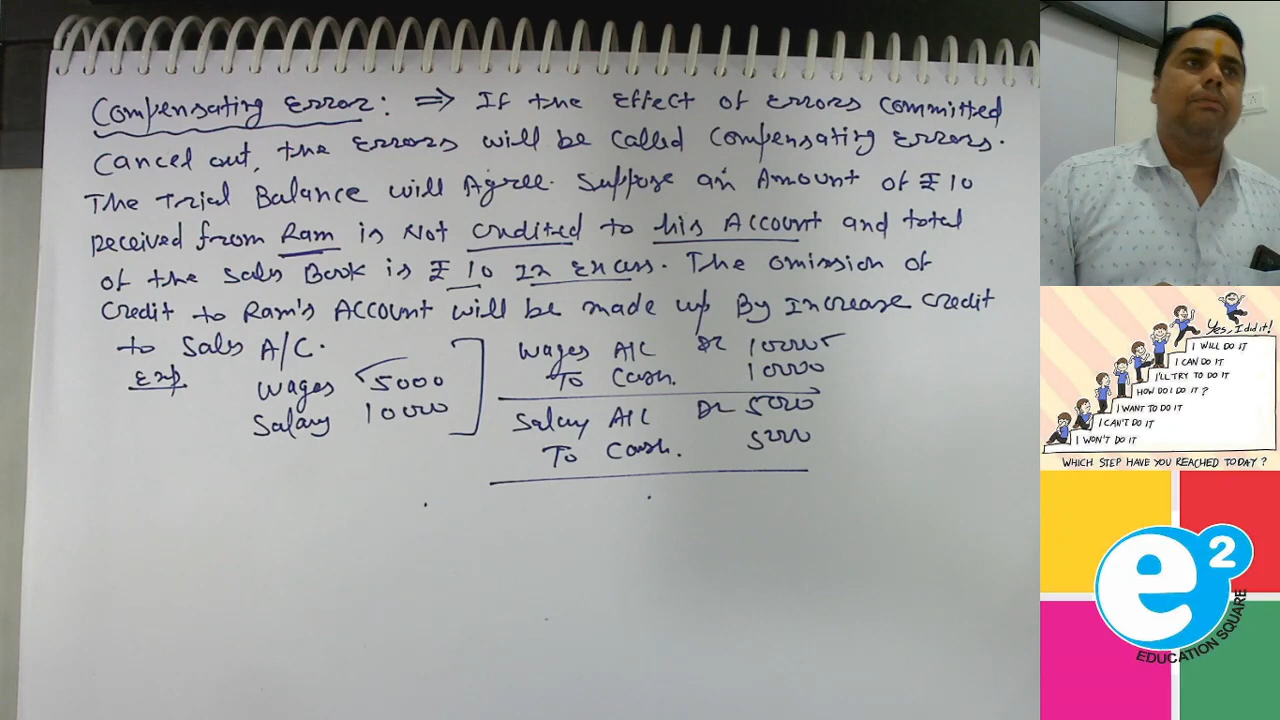 Compensating Error : ⇒ If the Effect of Errors committed
Cancel out, the Errors will be Called Compensating Errors.
The Trial Balance will Agree. Suppose an Amount of ₹10
received from Ram is Not credited to his Account and total
of the Sales Book is ₹10 In Excess. The omission of
Credit to Ram's Account will be made up By Increase Credit
to Sales A/C.
Exp
Wages 5000
Salary 10000
Wages A/C Dr 10000
To Cash. 10000
Salary A/C Dr 5000
To Cash. 5000
Yes, I did it!
I WILL DO IT
I CAN DO IT
I'LL TRY TO DO IT
HOW DO I DO IT ?
I WANT TO DO IT
I CAN'T DO IT
I WON'T DO IT
WHICH STEP HAVE YOU REACHED TODAY ?
e2
EDUCATION SQUARE